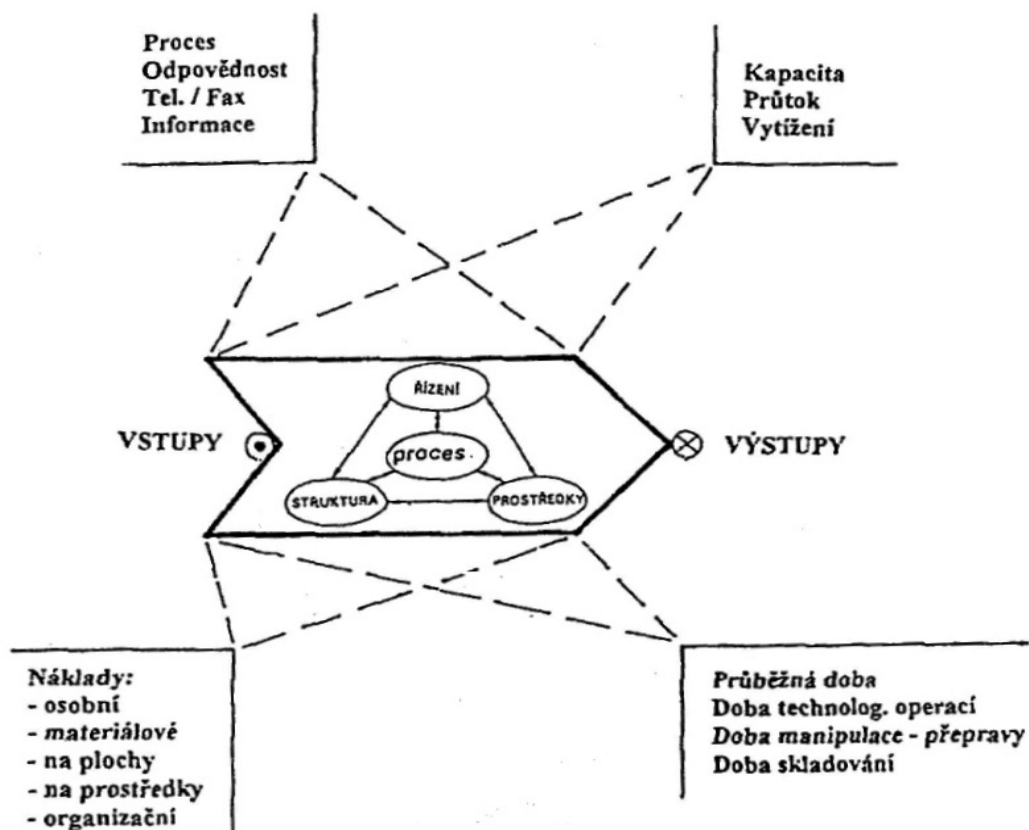 Proces
Odpovědnost
Tel. / Fax
Informace
Kapacita
Průtok
Vytížení
ŘÍZENÍ
proces.
STRUKTURA
PROSTŘEDKY
VSTUPY
VÝSTUPY
Náklady:
- osobní
- materiálové
- na plochy
- na prostředky
- organizační
Průběžná doba
Doba technolog. operací
Doba manipulace - přepravy
Doba skladování